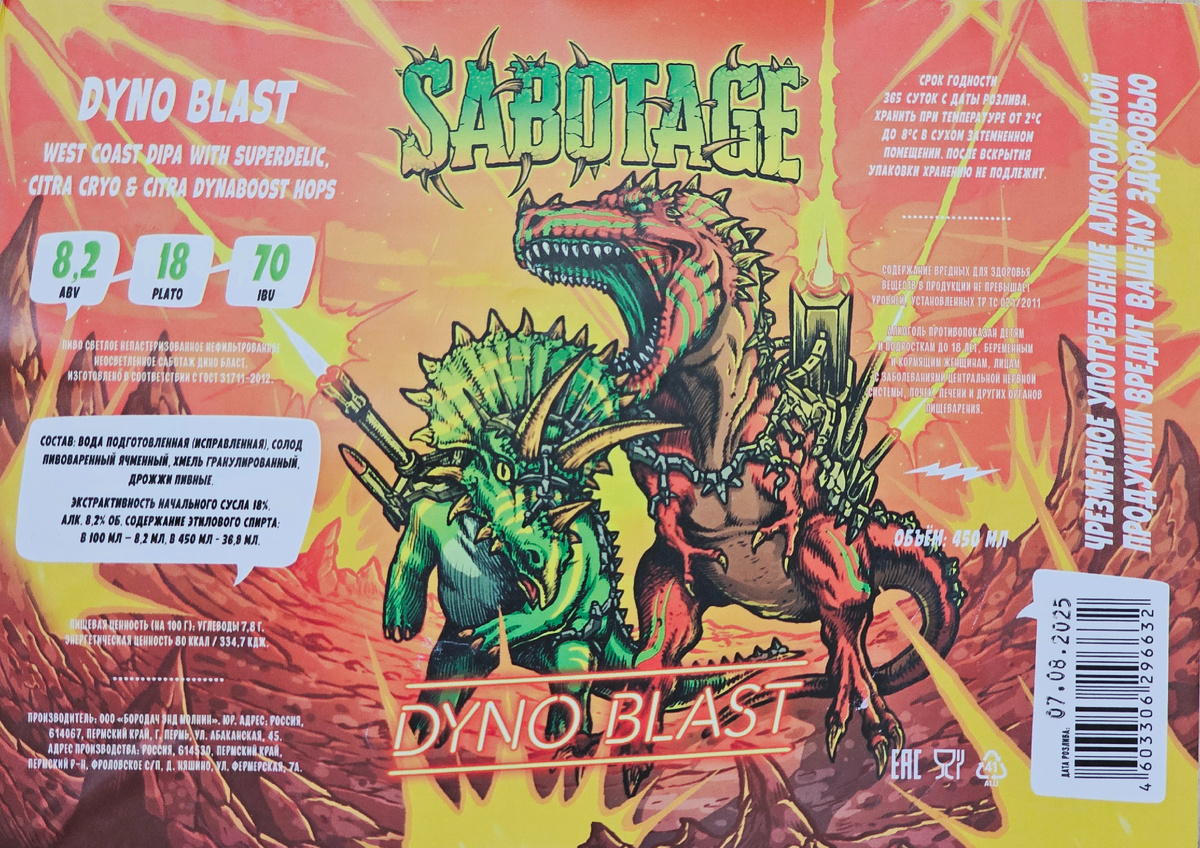 DYNO BLAST
WEST COAST DIPA WITH SUPERDELIC,
CITRA CRYO & CITRA DYNABOOST HOPS
8,2
ABV
18
PLATO
70
IBU
ПИВО СВЕТЛОЕ НЕПАСТЕРИЗОВАННОЕ НЕФИЛЬТРОВАННОЕ
НЕОСВЕТЛЕННОЕ САБОТАЖ ДИНО БЛАСТ.
ИЗГОТОВЛЕНО В СООТВЕТСТВИИ С ГОСТ 31711-2012.
СОСТАВ: ВОДА ПОДГОТОВЛЕННАЯ (ИСПРАВЛЕННАЯ), СОЛОД
ПИВОВАРЕННЫЙ ЯЧМЕННЫЙ, ХМЕЛЬ ГРАНУЛИРОВАННЫЙ,
ДРОЖЖИ ПИВНЫЕ.
ЭКСТРАКТИВНОСТЬ НАЧАЛЬНОГО СУСЛА 18%.
АЛК. 8,2% ОБ. СОДЕРЖАНИЕ ЭТИЛОВОГО СПИРТА:
В 100 МЛ – 8,2 МЛ, В 450 МЛ - 36,9 МЛ.
ПИЩЕВАЯ ЦЕННОСТЬ (НА 100 Г): УГЛЕВОДЫ 7,8 Г.
ЭНЕРГЕТИЧЕСКАЯ ЦЕННОСТЬ 80 ККАЛ / 334,7 КДЖ.
ПРОИЗВОДИТЕЛЬ: ООО «БОРОДАЧ ЭНД МОЛНИИ». ЮР. АДРЕС: РОССИЯ,
614067, ПЕРМСКИЙ КРАЙ, Г. ПЕРМЬ, УЛ. АБАКАНСКАЯ, 45.
АДРЕС ПРОИЗВОДСТВА: РОССИЯ, 614530, ПЕРМСКИЙ КРАЙ,
ПЕРМСКИЙ Р-Н, ФРОЛОВСКОЕ С/П, Д. НЯШИНО, УЛ. ФЕРМЕРСКАЯ, 7А.
SABOTAGE
DYNO BLAST
СРОК ГОДНОСТИ
365 СУТОК С ДАТЫ РОЗЛИВА.
ХРАНИТЬ ПРИ ТЕМПЕРАТУРЕ ОТ 2°С
ДО 8°С В СУХОМ ЗАТЕМНЕННОМ
ПОМЕЩЕНИИ. ПОСЛЕ ВСКРЫТИЯ
УПАКОВКИ ХРАНЕНИЮ НЕ ПОДЛЕЖИТ.
СОДЕРЖАНИЕ ВРЕДНЫХ ДЛЯ ЗДОРОВЬЯ
ВЕЩЕСТВ В ПРОДУКЦИИ НЕ ПРЕВЫШАЕТ
УРОВНЕЙ, УСТАНОВЛЕННЫХ ТР ТС 021/2011
АЛКОГОЛЬ ПРОТИВОПОКАЗАН ДЕТЯМ
И ПОДРОСТКАМ ДО 18 ЛЕТ, БЕРЕМЕННЫМ
И КОРМЯЩИМ ЖЕНЩИНАМ, ЛИЦАМ
С ЗАБОЛЕВАНИЯМИ ЦЕНТРАЛЬНОЙ НЕРВНОЙ
СИСТЕМЫ, ПОЧЕК, ПЕЧЕНИ И ДРУГИХ ОРГАНОВ
ПИЩЕВАРЕНИЯ.
ОБЪЁМ: 450 МЛ
EAC
41
ALU
ЧРЕЗМЕРНОЕ УПОТРЕБЛЕНИЕ АЛКОГОЛЬНОЙ
ПРОДУКЦИИ ВРЕДИТ ВАШЕМУ ЗДОРОВЬЮ
ДАТА РОЗЛИВА:
07.08.2025
4603306296632